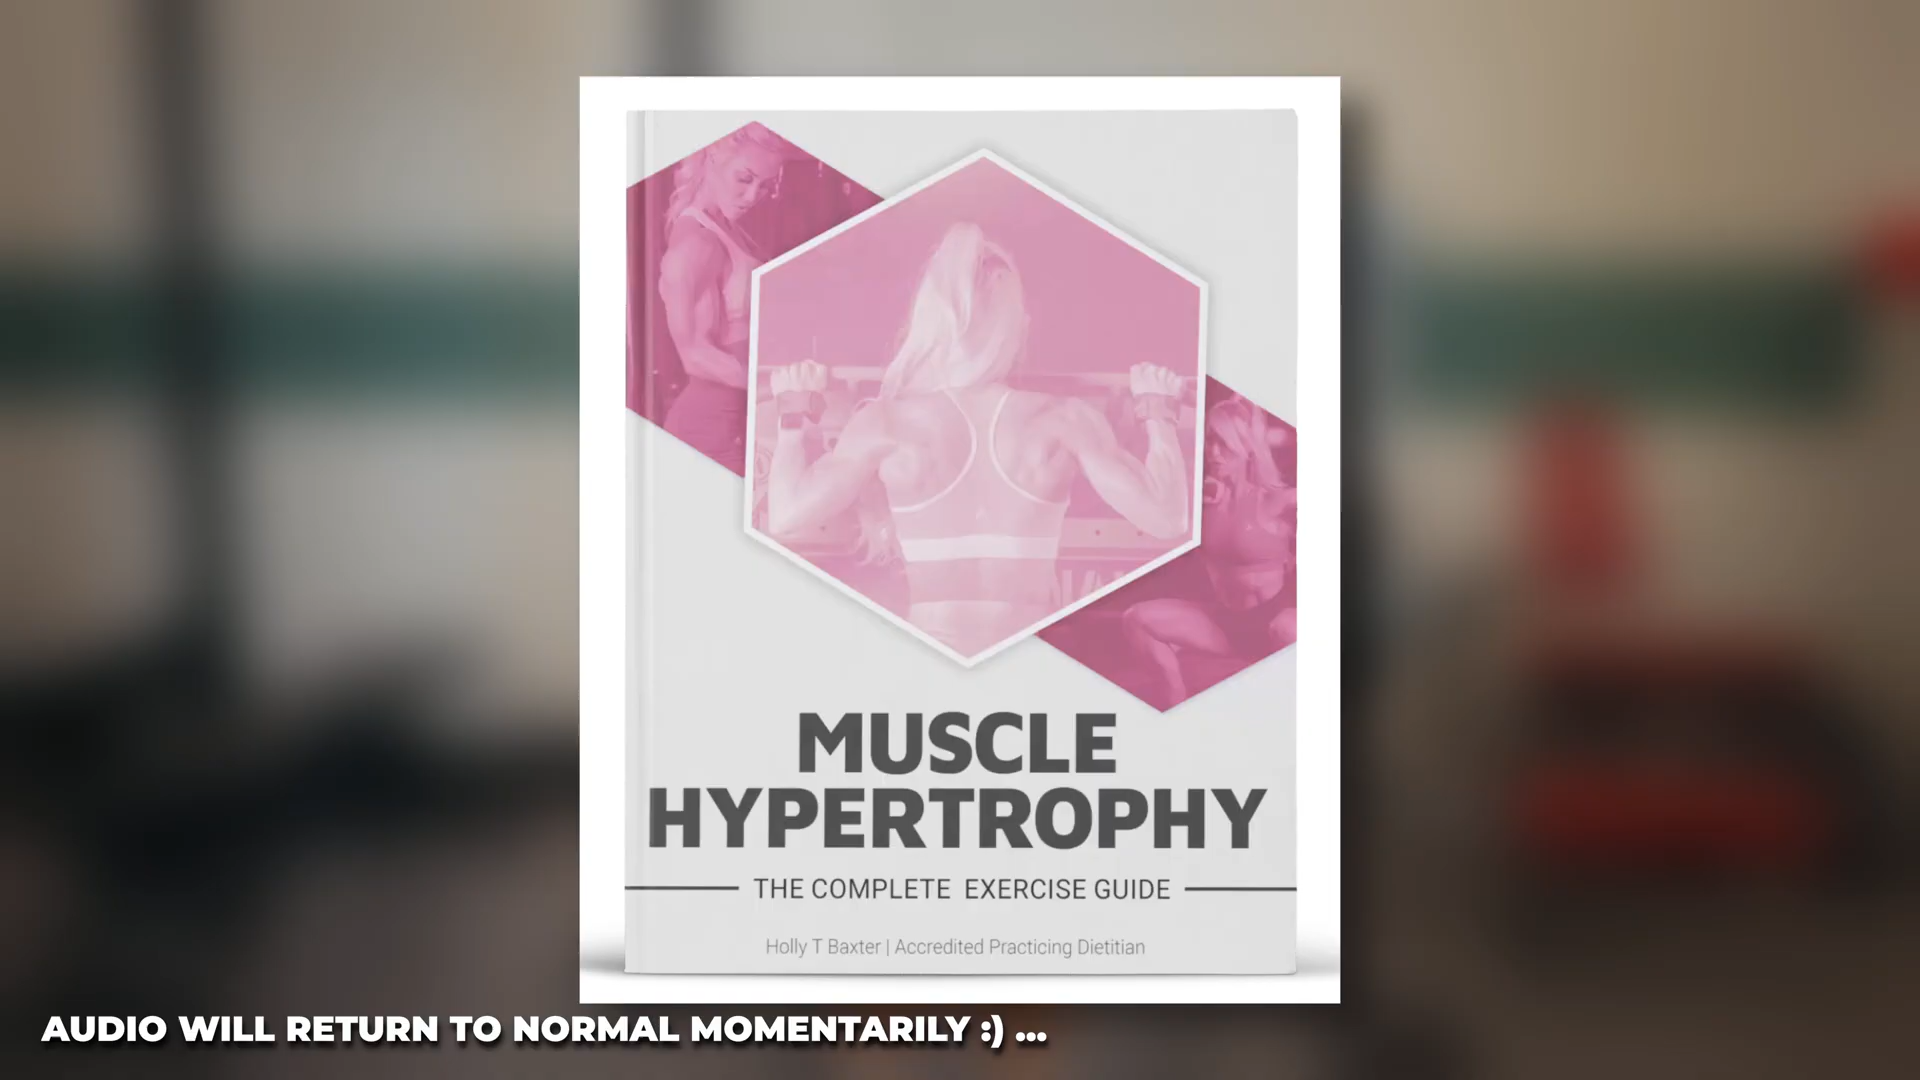 MUSCLE
HYPERTROPHY
THE COMPLETE EXERCISE GUIDE
Holly T Baxter | Accredited Practicing Dietitian
AUDIO WILL RETURN TO NORMAL MOMENTARILY :) ...